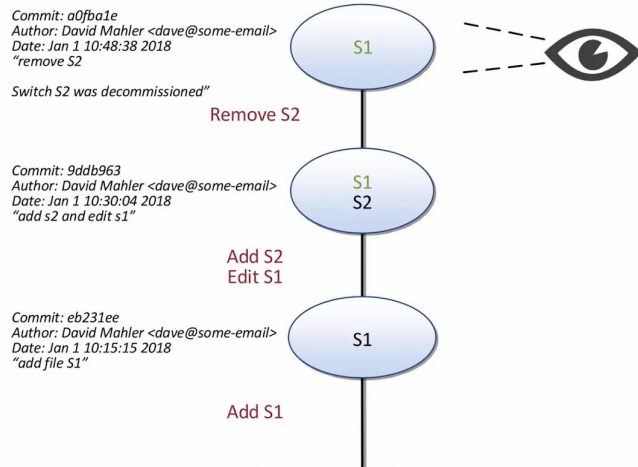 Commit: a0fba1e
Author: David Mahler <dave@some-email>
Date: Jan 1 10:48:38 2018
“remove S2
Switch S2 was decommissioned”
S1
Remove S2
Commit: 9ddb963
Author: David Mahler <dave@some-email>
Date: Jan 1 10:30:04 2018
“add s2 and edit s1”
S1
S2
Add S2
Edit S1
Commit: eb231ee
Author: David Mahler <dave@some-email>
Date: Jan 1 10:15:15 2018
“add file S1”
S1
Add S1